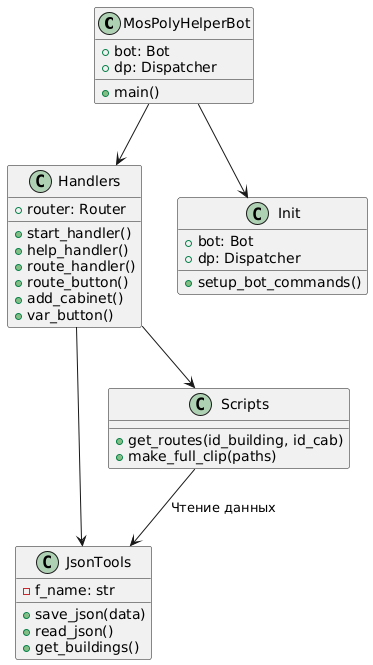 C MosPolyHelperBot
bot: Bot
dp: Dispatcher
main()
C Handlers
router: Router
start_handler()
help_handler()
route_handler()
route_button()
add_cabinet()
var_button()
C Init
bot: Bot
dp: Dispatcher
setup_bot_commands()
C Scripts
get_routes(id_building, id_cab)
make_full_clip(paths)
Чтение данных
C JsonTools
f_name: str
save_json(data)
read_json()
get_buildings()